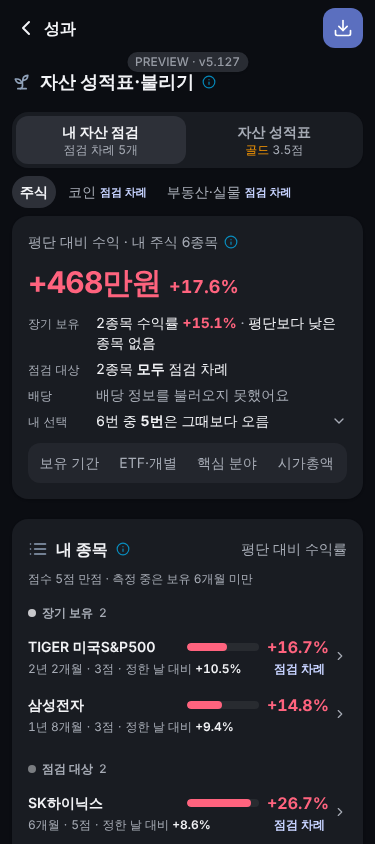 성과
PREVIEW · v5.127
자산 성적표·불리기
내 자산 점검
점검 차례 5개
자산 성적표
골드 3.5점
주식
코인 점검 차례
부동산·실물 점검 차례
평단 대비 수익 · 내 주식 6종목
+468만원 +17.6%
장기 보유 2종목 수익률 +15.1% · 평단보다 낮은
종목 없음
점검 대상 2종목 모두 점검 차례
배당 배당 정보를 불러오지 못했어요
내 선택 6번 중 5번은 그때보다 오름
보유 기간 ETF·개별 핵심 분야 시가총액
내 종목 평단 대비 수익률
점수 5점 만점 · 측정 중은 보유 6개월 미만
장기 보유 2
TIGER 미국S&P500 +16.7%
2년 2개월 · 3점 · 정한 날 대비 +10.5% 점검 차례
삼성전자 +14.8%
1년 8개월 · 3점 · 정한 날 대비 +9.4%
점검 대상 2
SK하이닉스 +26.7%
6개월 · 5점 · 정한 날 대비 +8.6% 점검 차례